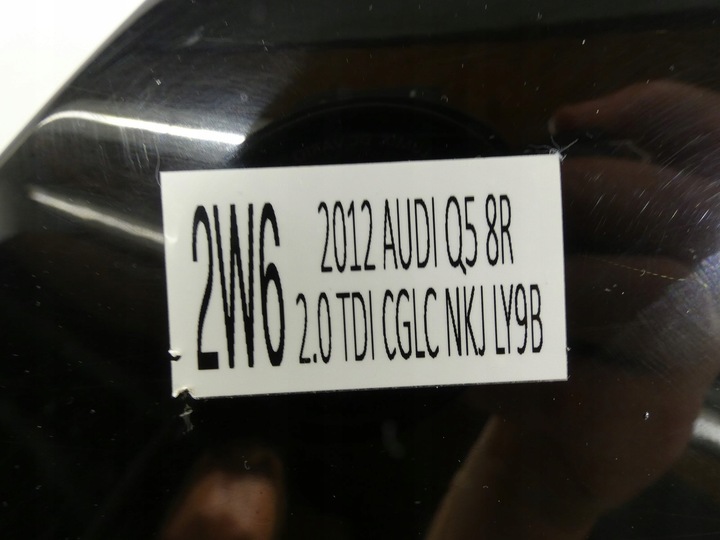 2W6
2012 AUDI Q5 8R
2.0 TDI CGLC NKJ LY9B